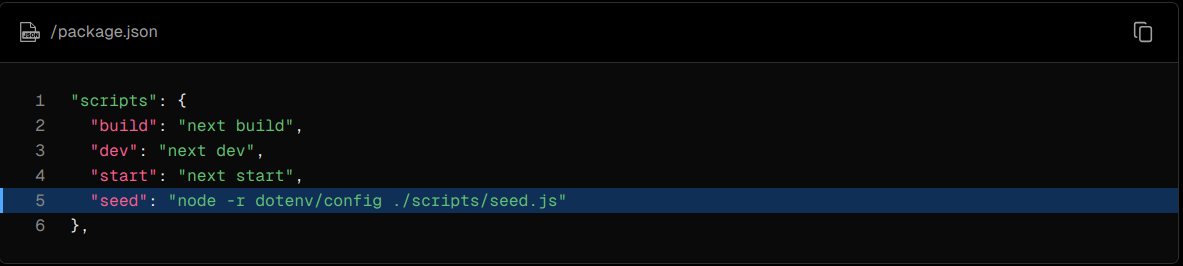 JSON /package.json
1 "scripts": {
2 "build": "next build",
3 "dev": "next dev",
4 "start": "next start",
5 "seed": "node -r dotenv/config ./scripts/seed.js"
6 },